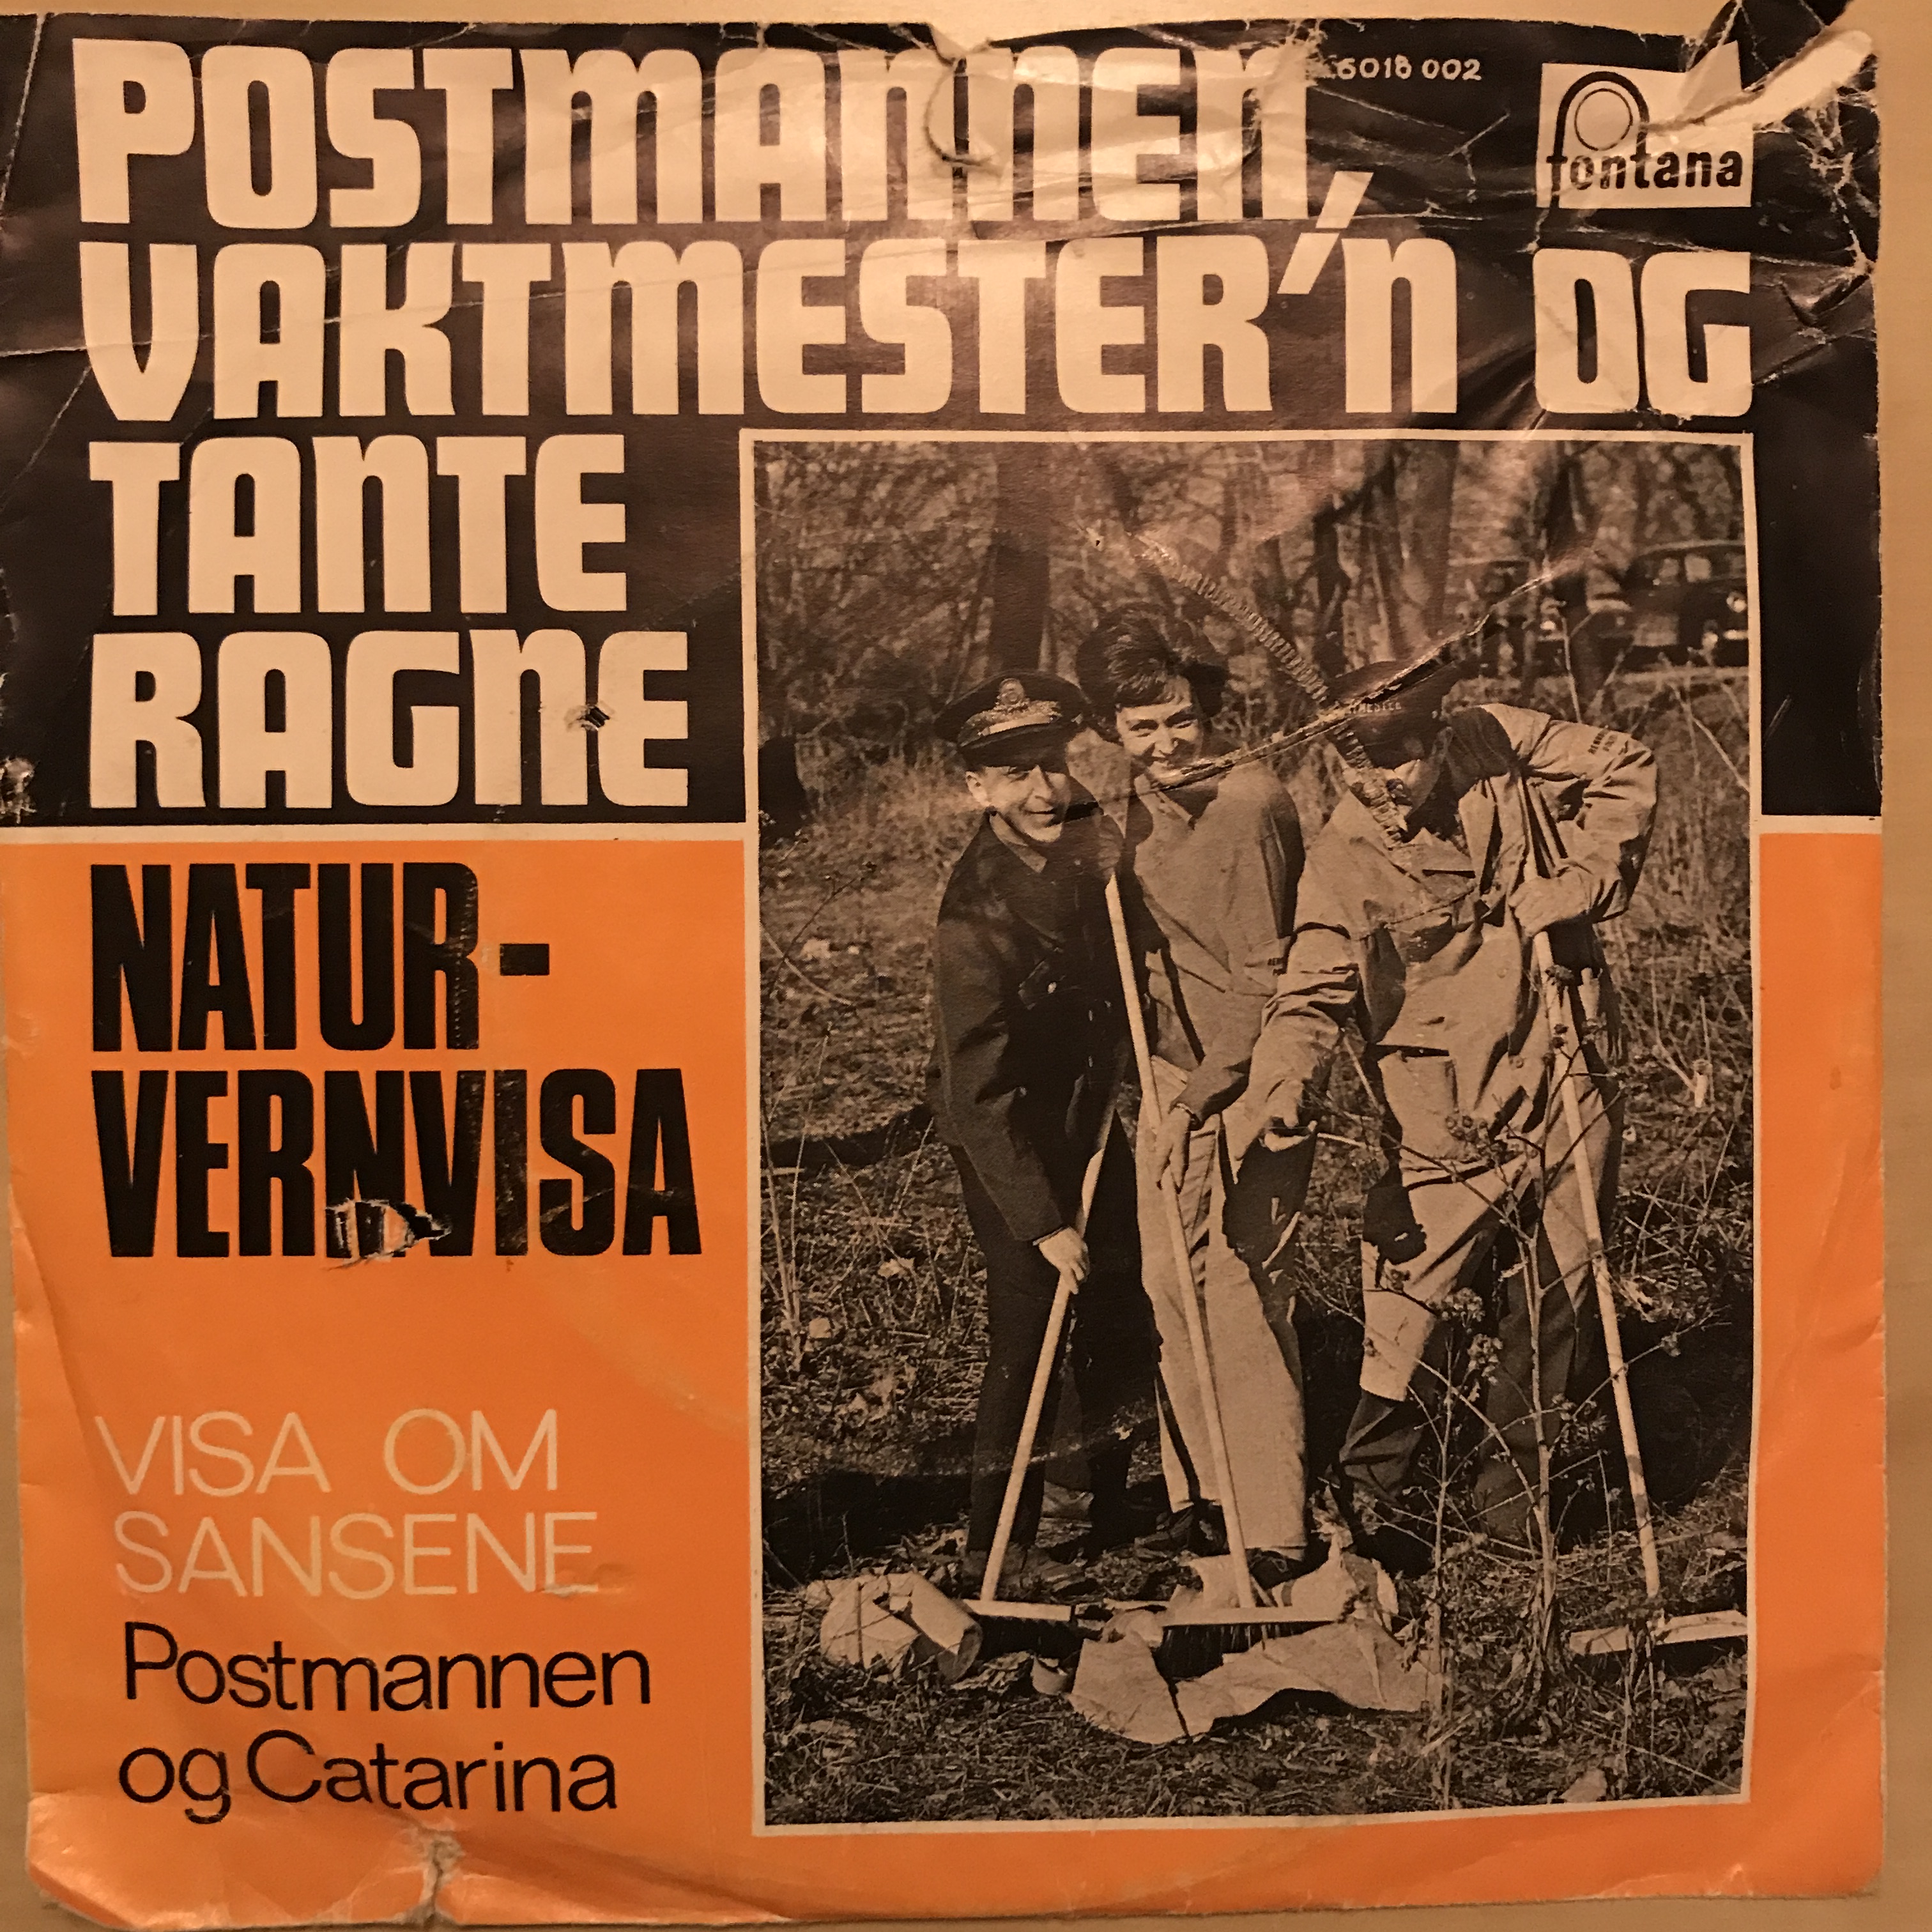 POSTMANNEN,
6018 002
fontana
VAKTMESTER'N OG
TANTE
RAGNE
NATUR-
VERNVISA
VISA OM
SANSENE
Postmannen
og Catarina